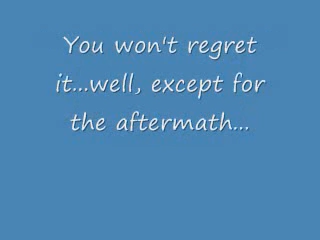 You won't regret
it...well, except for
the aftermath...